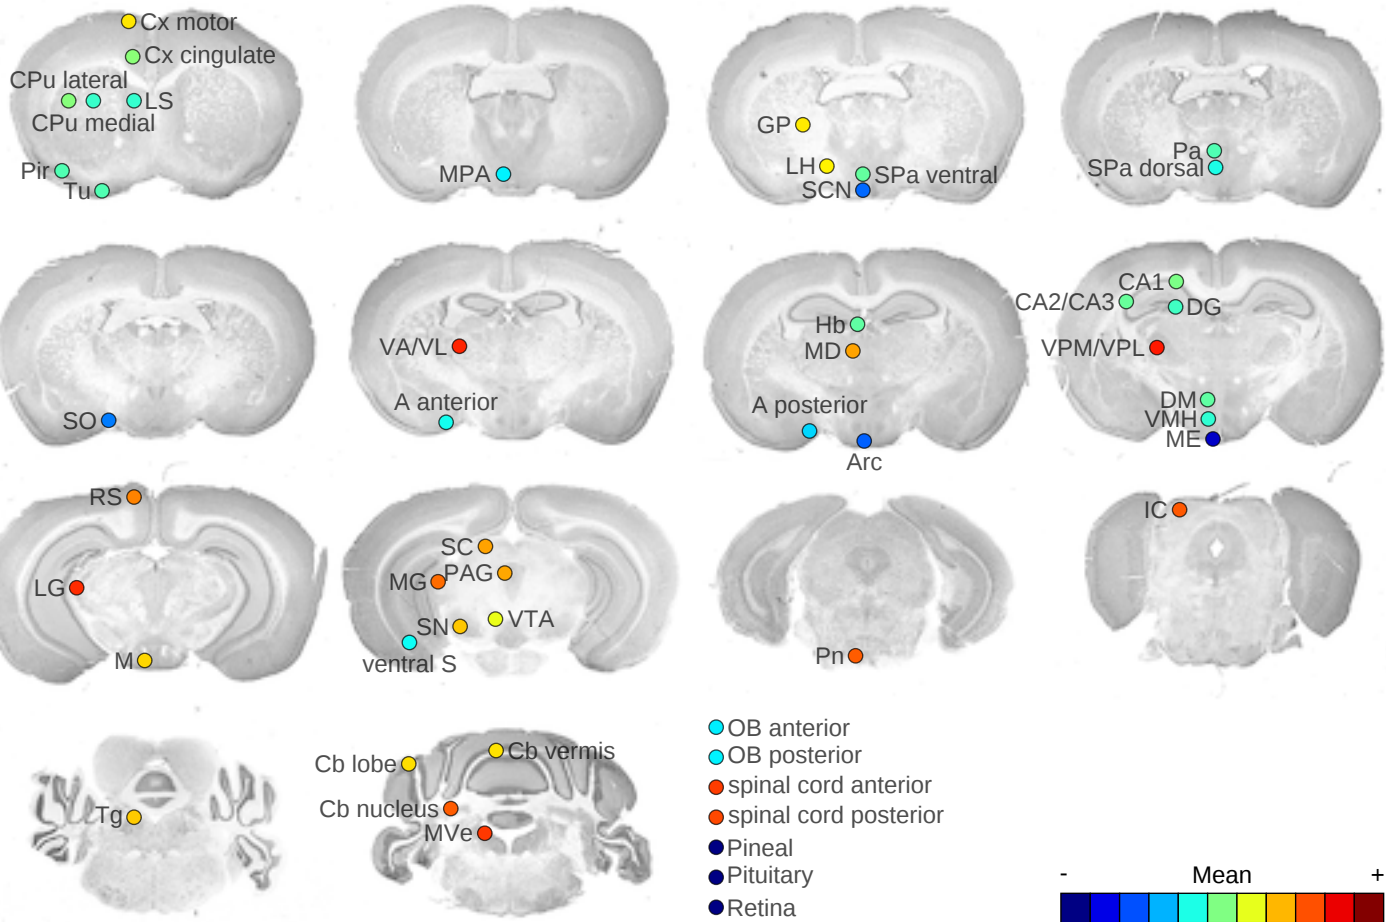 Cx motor
Cx cingulate
CPu lateral
LS
CPu medial
Pir
Tu
MPA
GP
LH
SPa ventral
SCN
Pa
SPa dorsal
SO
VA/VL
A anterior
Hb
MD
A posterior
Arc
CA1
CA2/CA3
DG
VPM/VPL
DM
VMH
ME
RS
LG
M
SC
PAG
MG
VTA
SN
ventral S
Pn
IC
Tg
Cb vermis
Cb lobe
Cb nucleus
MVe
OB anterior
OB posterior
spinal cord anterior
spinal cord posterior
Pineal
Pituitary
Retina
- Mean +